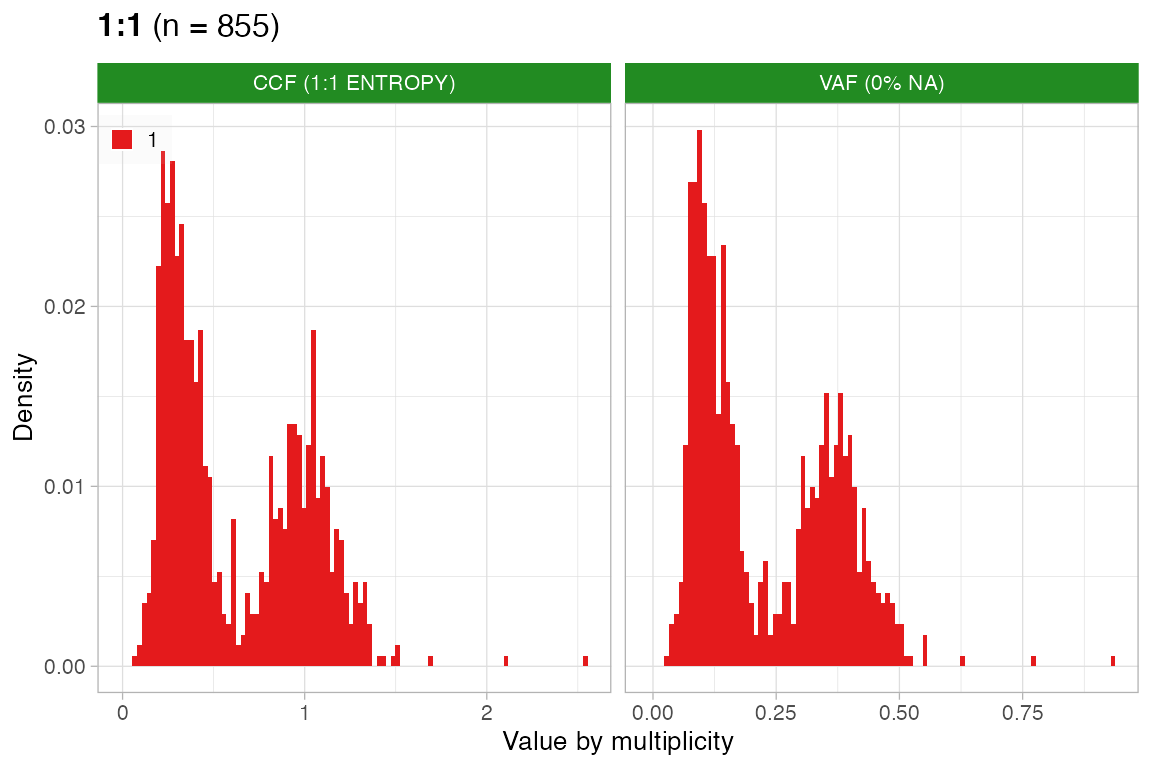 1:1 (n = 855)
CCF (1:1 ENTROPY)
VAF (0% NA)
1
0.03
0.02
0.01
0.00
Density
0
1
2
0.00
0.25
0.50
0.75
Value by multiplicity